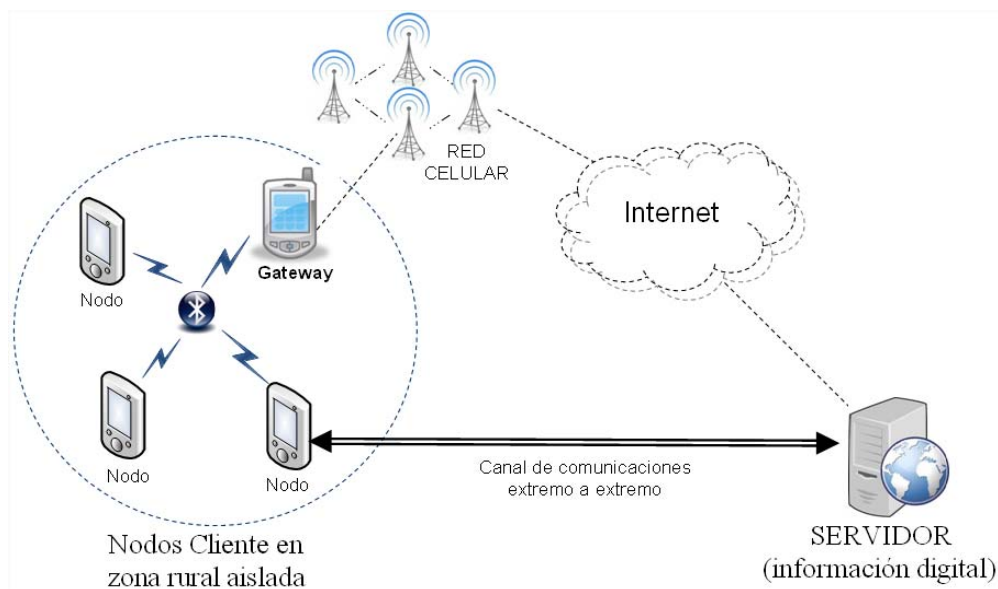 RED
CELULAR
Internet
Gateway
Nodo
Nodo
Nodo
Canal de comunicaciones
extremo a extremo
Nodos Cliente en
zona rural aislada
SERVIDOR
(información digital)